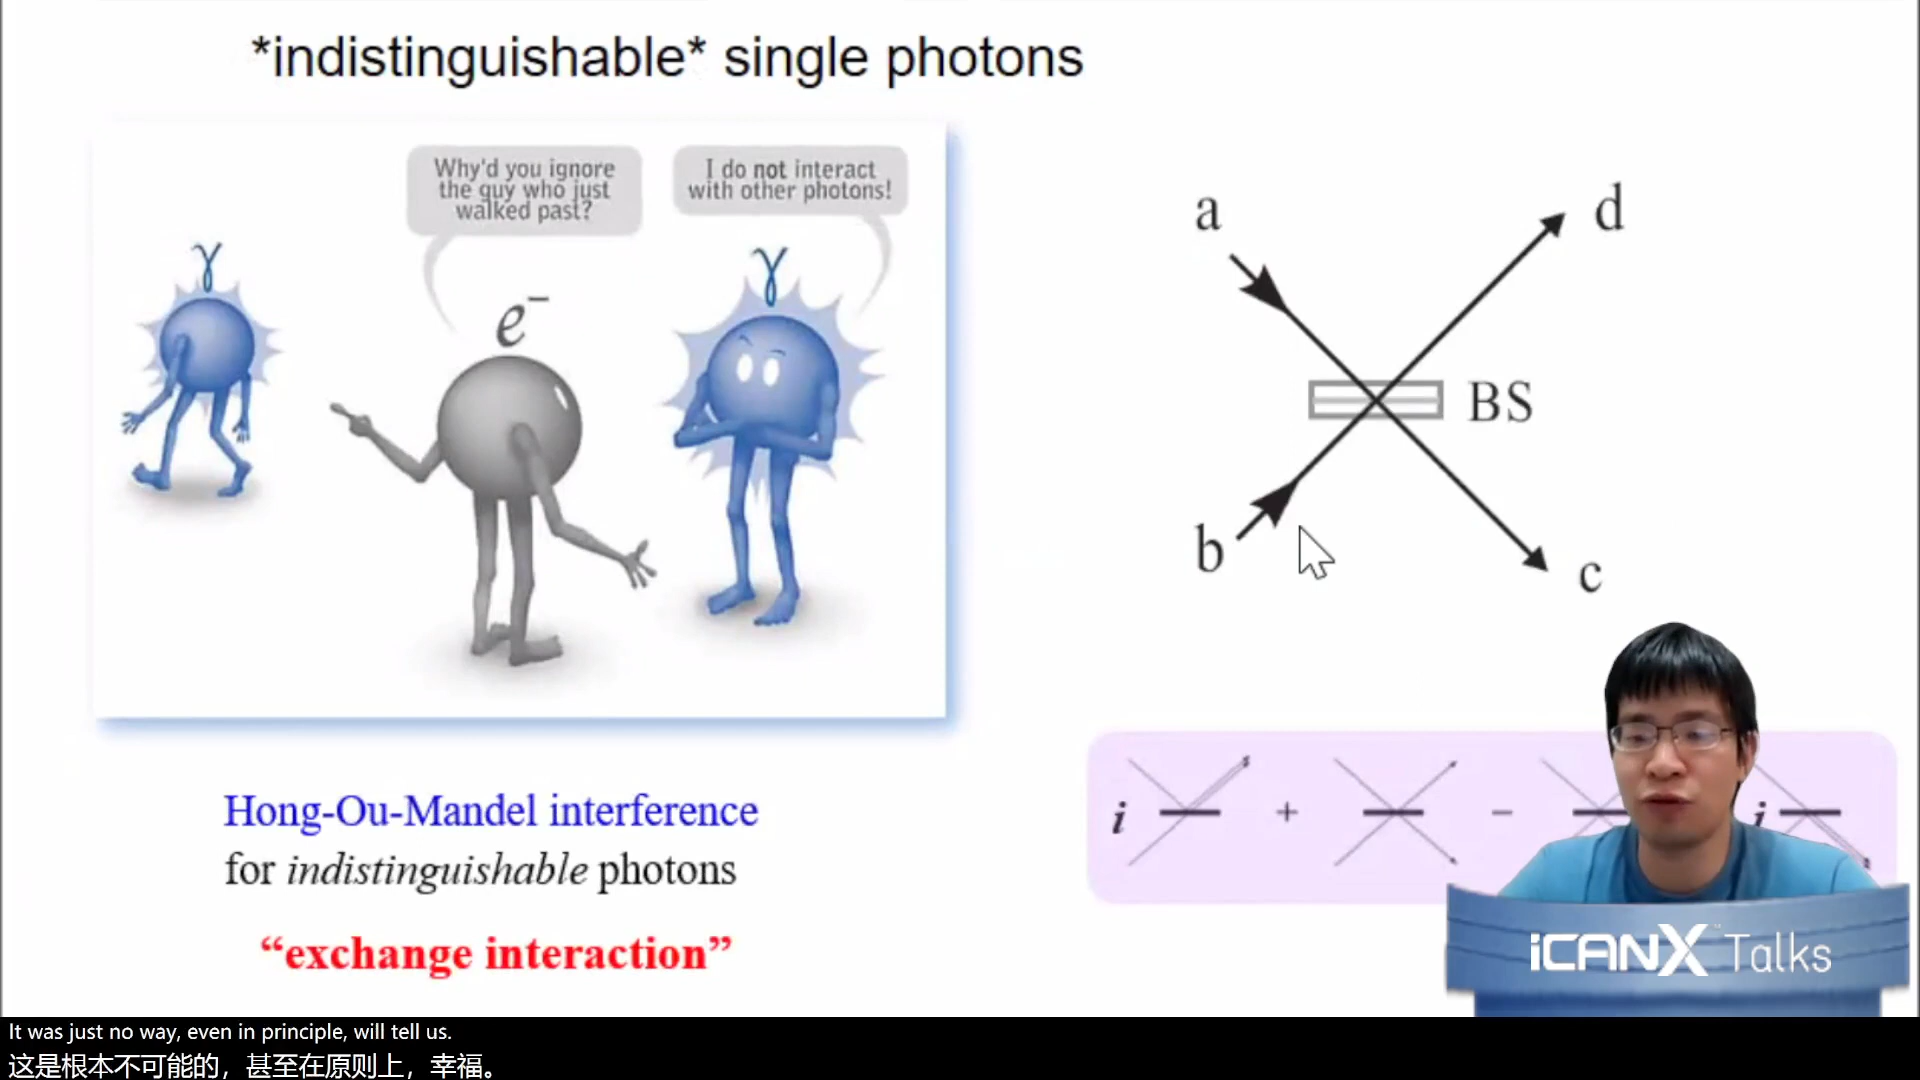 *indistinguishable* single photons
Why'd you ignore
the guy who just
walked past?
I do not interact
with other photons!
γ
e⁻
γ
a
d
BS
b
c
i
+
−
i
Hong-Ou-Mandel interference
for indistinguishable photons
“exchange interaction”
iCANX Talks
It was just no way, even in principle, will tell us.
这是根本不可能的，甚至在原则上，幸福。